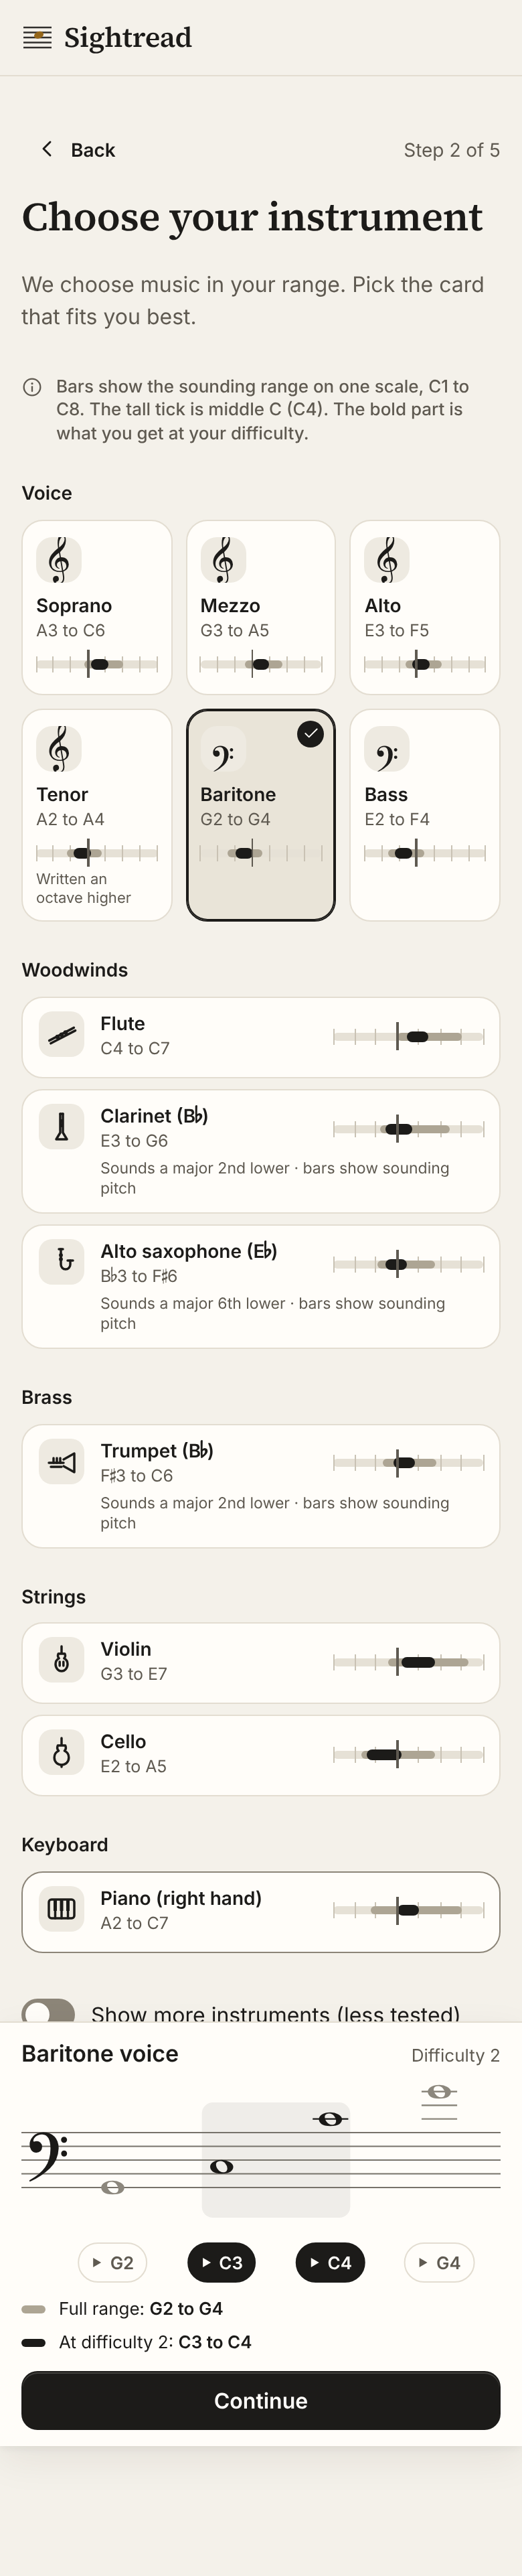 Sightread
Back
Step 2 of 5
Choose your instrument
We choose music in your range. Pick the card
that fits you best.
Bars show the sounding range on one scale, C1 to
C8. The tall tick is middle C (C4). The bold part is
what you get at your difficulty.
Voice
Soprano
A3 to C6
Mezzo
G3 to A5
Alto
E3 to F5
Tenor
A2 to A4
Written an
octave higher
Baritone
G2 to G4
Bass
E2 to F4
Woodwinds
Flute
C4 to C7
Clarinet (B♭)
E3 to G6
Sounds a major 2nd lower · bars show sounding
pitch
Alto saxophone (E♭)
B♭3 to F♯6
Sounds a major 6th lower · bars show sounding
pitch
Brass
Trumpet (B♭)
F♯3 to C6
Sounds a major 2nd lower · bars show sounding
pitch
Strings
Violin
G3 to E7
Cello
E2 to A5
Keyboard
Piano (right hand)
A2 to C7
Show more instruments (less tested)
Baritone voice
Difficulty 2
G2
C3
C4
G4
Full range: G2 to G4
At difficulty 2: C3 to C4
Continue